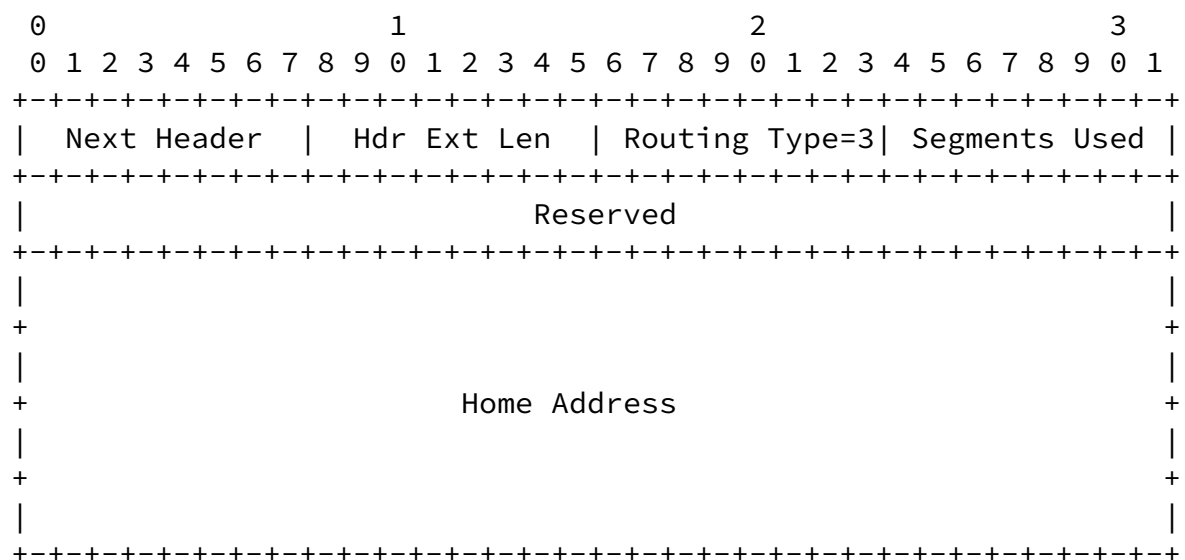 0                   1                   2                   3
 0 1 2 3 4 5 6 7 8 9 0 1 2 3 4 5 6 7 8 9 0 1 2 3 4 5 6 7 8 9 0 1
+-+-+-+-+-+-+-+-+-+-+-+-+-+-+-+-+-+-+-+-+-+-+-+-+-+-+-+-+-+-+-+-+
|  Next Header  |  Hdr Ext Len  | Routing Type=3| Segments Used |
+-+-+-+-+-+-+-+-+-+-+-+-+-+-+-+-+-+-+-+-+-+-+-+-+-+-+-+-+-+-+-+-+
|                            Reserved                           |
+-+-+-+-+-+-+-+-+-+-+-+-+-+-+-+-+-+-+-+-+-+-+-+-+-+-+-+-+-+-+-+-+
|                                                               |
+                                                               +
|                                                               |
+                        Home Address                           +
|                                                               |
+                                                               +
|                                                               |
+-+-+-+-+-+-+-+-+-+-+-+-+-+-+-+-+-+-+-+-+-+-+-+-+-+-+-+-+-+-+-+-+